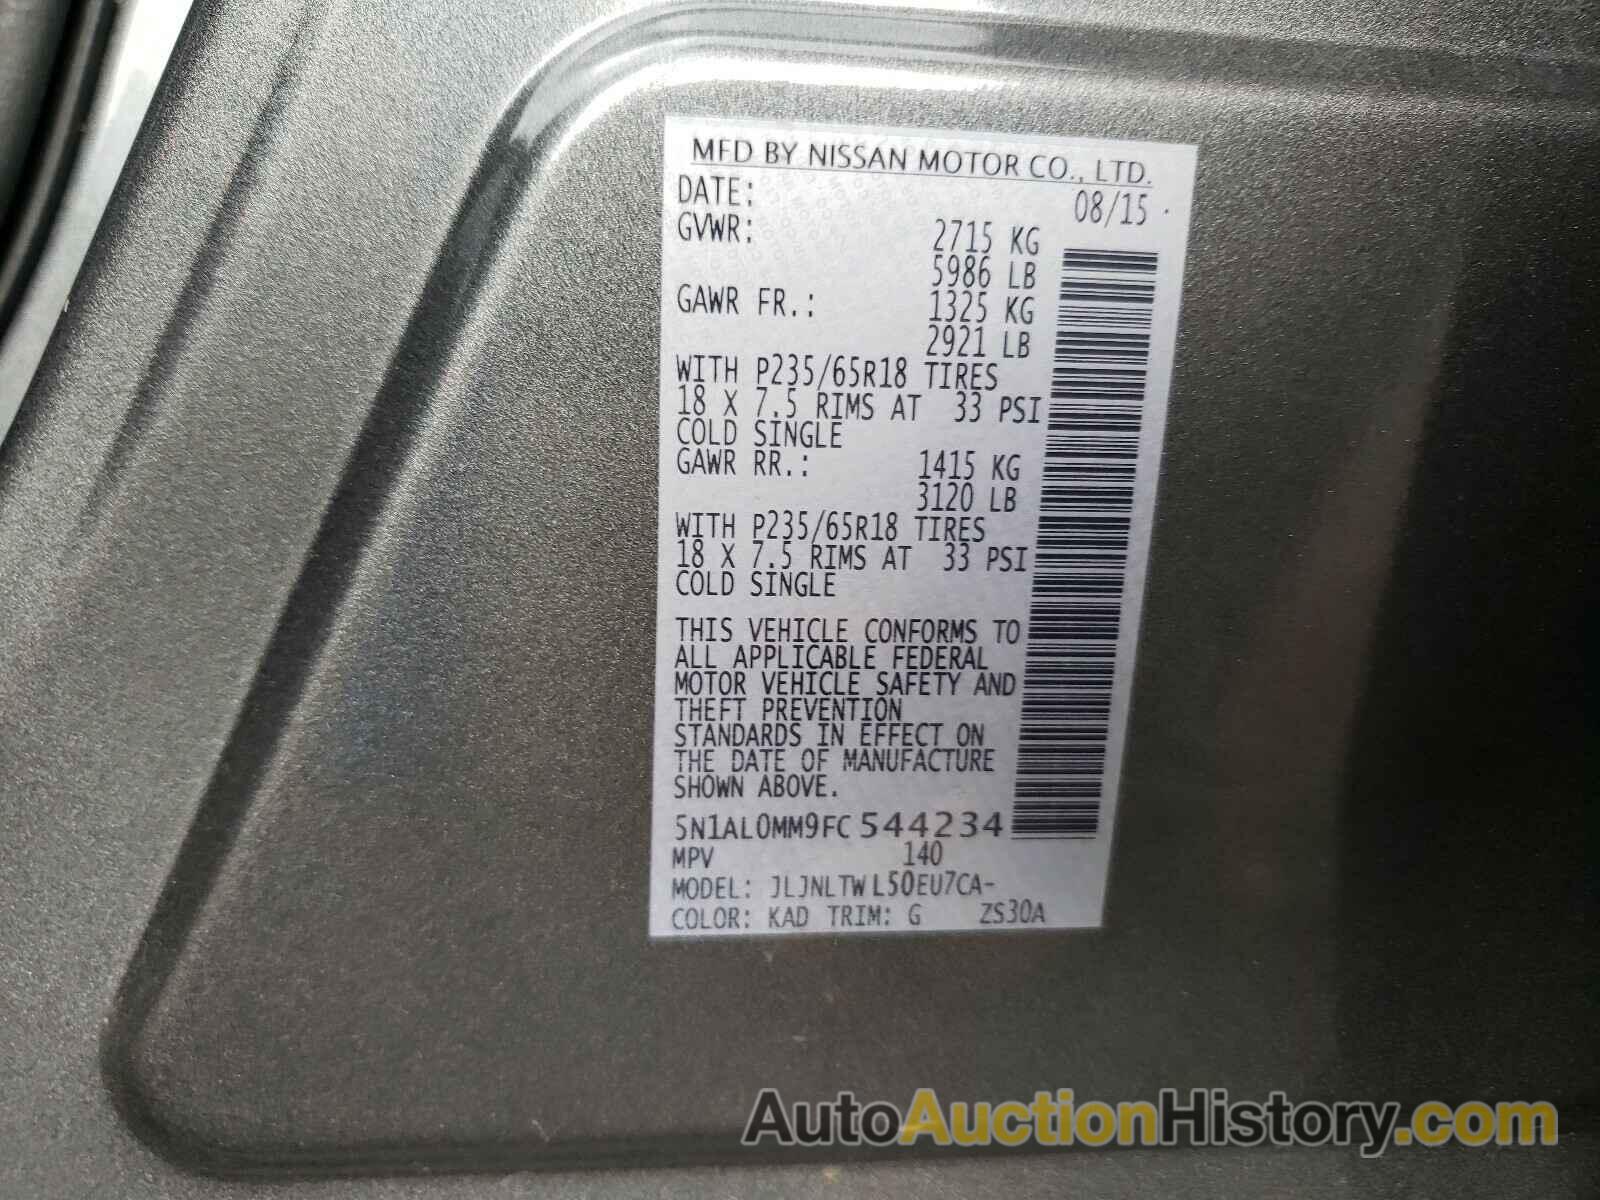 MFD BY NISSAN MOTOR CO., LTD.
DATE: 08/15
GVWR: 2715 KG
5986 LB
GAWR FR.: 1325 KG
2921 LB
WITH P235/65R18 TIRES
18 X 7.5 RIMS AT 33 PSI
COLD SINGLE
GAWR RR.: 1415 KG
3120 LB
WITH P235/65R18 TIRES
18 X 7.5 RIMS AT 33 PSI
COLD SINGLE
THIS VEHICLE CONFORMS TO
ALL APPLICABLE FEDERAL
MOTOR VEHICLE SAFETY AND
THEFT PREVENTION
STANDARDS IN EFFECT ON
THE DATE OF MANUFACTURE
SHOWN ABOVE.
5N1AL0MM9FC544234
MPV 140
MODEL: JLJNLTWL50EU7CA-
COLOR: KAD TRIM: G ZS30A
AutoAuctionHistory.com